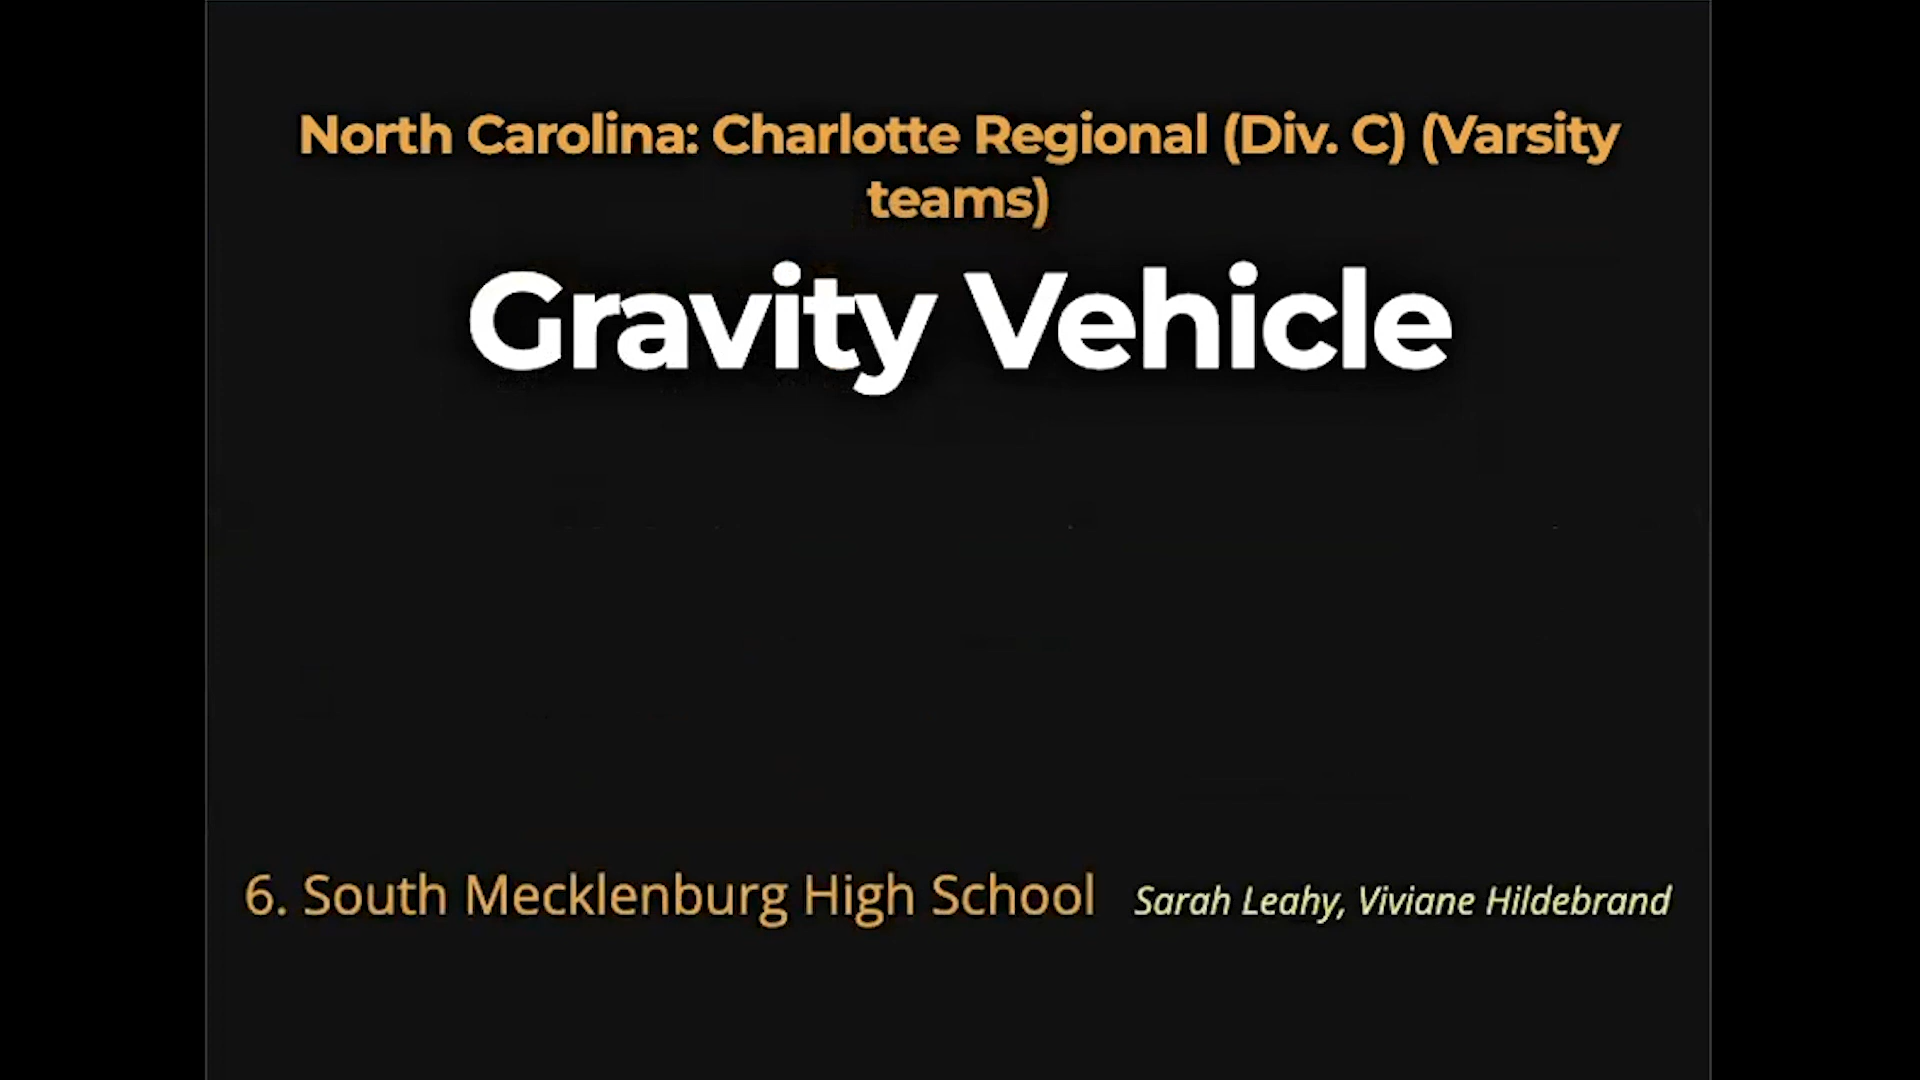 North Carolina: Charlotte Regional (Div. C) (Varsity
teams)
Gravity Vehicle
6. South Mecklenburg High School Sarah Leahy, Viviane Hildebrand